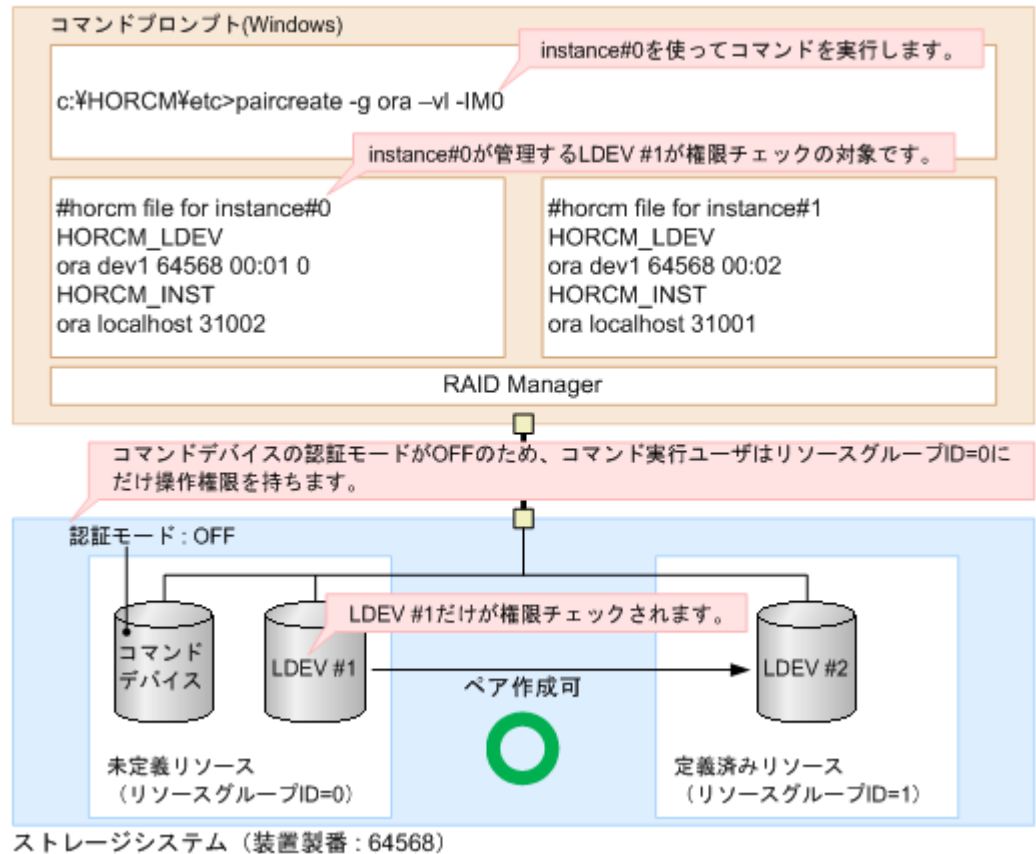 コマンドプロンプト(Windows)
instance#0を使ってコマンドを実行します。
c:¥HORCM¥etc>paircreate -g ora –vl -IM0
instance#0が管理するLDEV #1が権限チェックの対象です。
#horcm file for instance#0
HORCM_LDEV
ora dev1 64568 00:01 0
HORCM_INST
ora localhost 31002
#horcm file for instance#1
HORCM_LDEV
ora dev1 64568 00:02
HORCM_INST
ora localhost 31001
RAID Manager
コマンドデバイスの認証モードがOFFのため、コマンド実行ユーザはリソースグループID=0に
だけ操作権限を持ちます。
認証モード : OFF
LDEV #1だけが権限チェックされます。
コマンド
デバイス
LDEV #1
LDEV #2
ペア作成可
未定義リソース
（リソースグループID=0）
定義済みリソース
（リソースグループID=1）
ストレージシステム（装置製番 : 64568）